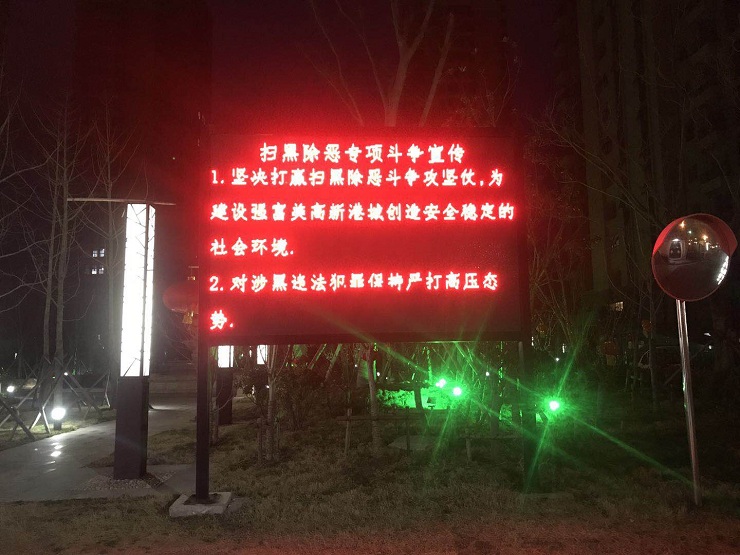 扫黑除恶专项斗争宣传
1.坚决打赢扫黑除恶斗争攻坚仗,为
建设强富美高新港城创造安全稳定的
社会环境.
2.对涉黑违法犯罪保持严打高压态
势.